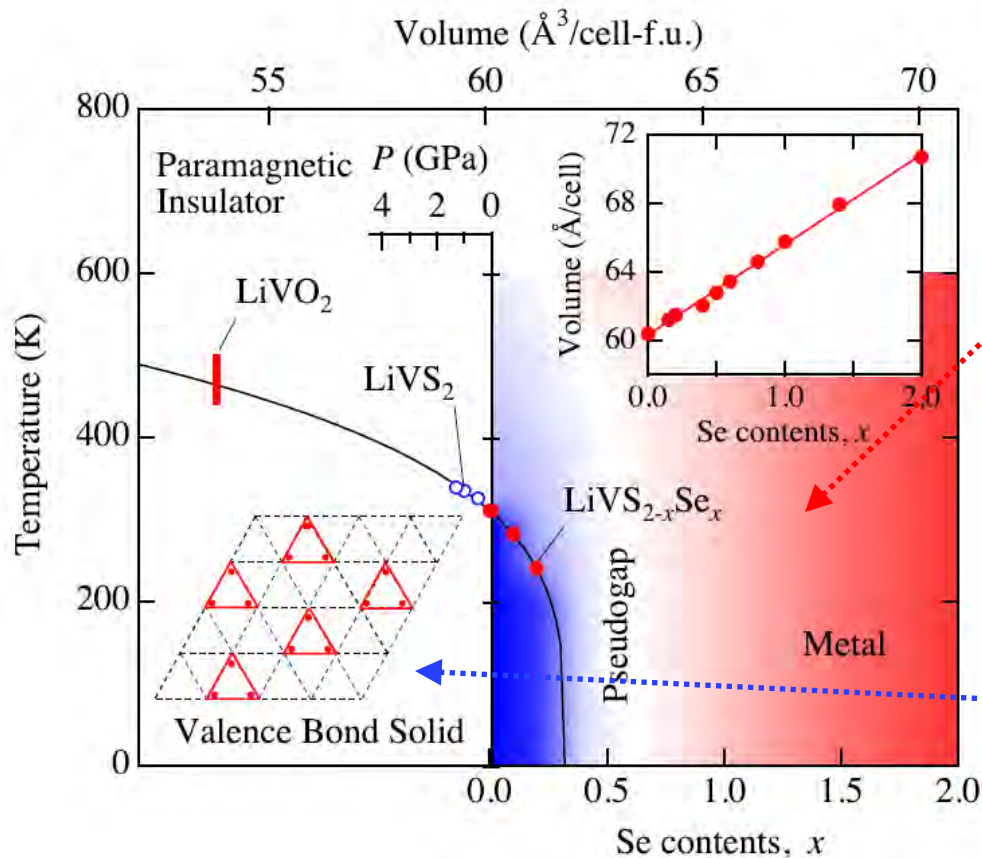 Volume (Å3/cell-f.u.)
55 60 65 70
800
600
400
200
0
Temperature (K)
Paramagnetic
Insulator
P (GPa)
4 2 0
LiVO2
LiVS2
LiVS2-xSex
Valence Bond Solid
Pseudogap
Metal
72
68
64
60
Volume (Å/cell)
0.0 1.0 2.0
Se contents, x
0.0 0.5 1.0 1.5 2.0
Se contents, x